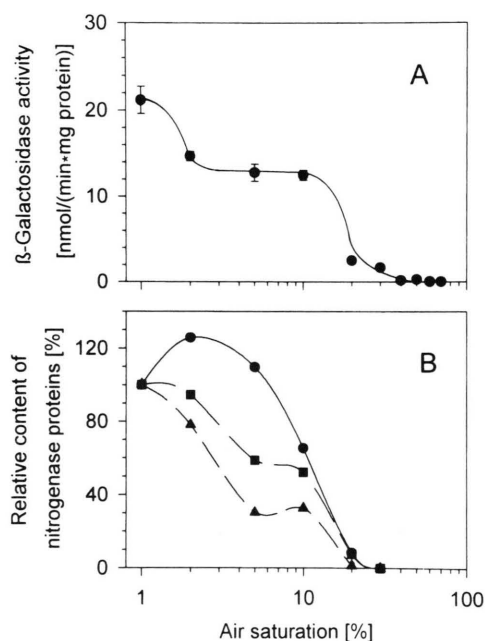 ß-Galactosidase activity
[nmol/(min*mg protein)]
30
20
10
0
A
Relative content of
nitrogenase proteins [%]
120
80
40
0
B
1
10
100
Air saturation [%]